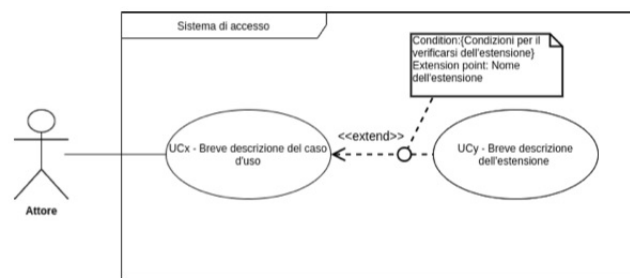 Sistema di accesso
Condition:{Condizioni per il
verificarsi dell'estensione}
Extension point: Nome
dell'estensione
<<extend>>
UCx - Breve descrizione del caso
d'uso
UCy - Breve descrizione
dell'estensione
Attore